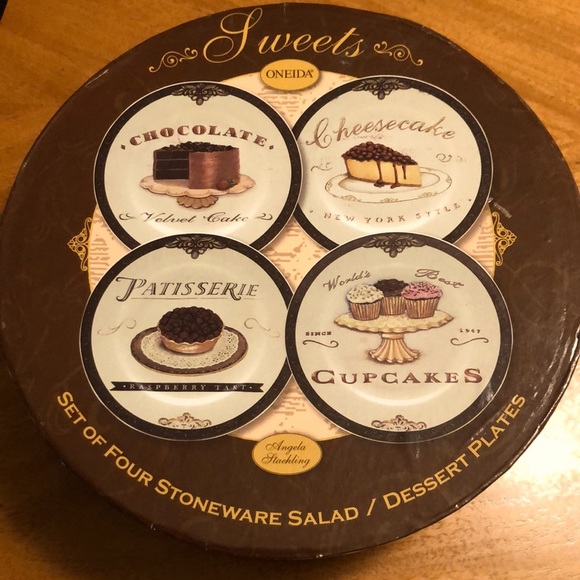 Sweets
ONEIDA®
CHOCOLATE
Velvet Cake
Cheesecake
NEW YORK STYLE
PATISSERIE
RASPBERRY TART
World's Best
SINCE 1947
CUPCAKES
Angela Staehling
SET OF FOUR STONEWARE SALAD / DESSERT PLATES